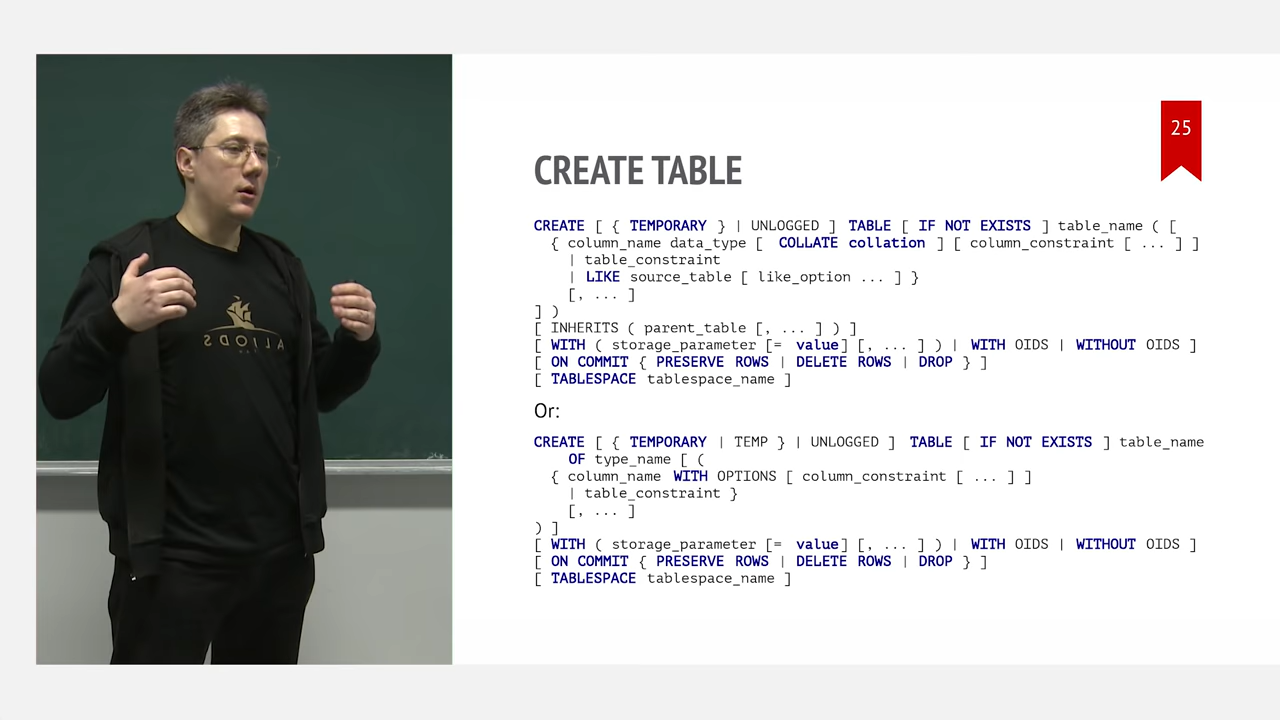 25
CREATE TABLE
CREATE [ { TEMPORARY } | UNLOGGED ] TABLE [ IF NOT EXISTS ] table_name ( [
{ column_name data_type [ COLLATE collation ] [ column_constraint [ ... ] ]
| table_constraint
| LIKE source_table [ like_option ... ] }
[, ... ]
] )
[ INHERITS ( parent_table [, ... ] ) ]
[ WITH ( storage_parameter [= value] [, ... ] ) | WITH OIDS | WITHOUT OIDS ]
[ ON COMMIT { PRESERVE ROWS | DELETE ROWS | DROP } ]
[ TABLESPACE tablespace_name ]
Or:
CREATE [ { TEMPORARY | TEMP } | UNLOGGED ] TABLE [ IF NOT EXISTS ] table_name
OF type_name [ (
{ column_name WITH OPTIONS [ column_constraint [ ... ] ]
| table_constraint }
[, ... ]
) ]
[ WITH ( storage_parameter [= value] [, ... ] ) | WITH OIDS | WITHOUT OIDS ]
[ ON COMMIT { PRESERVE ROWS | DELETE ROWS | DROP } ]
[ TABLESPACE tablespace_name ]